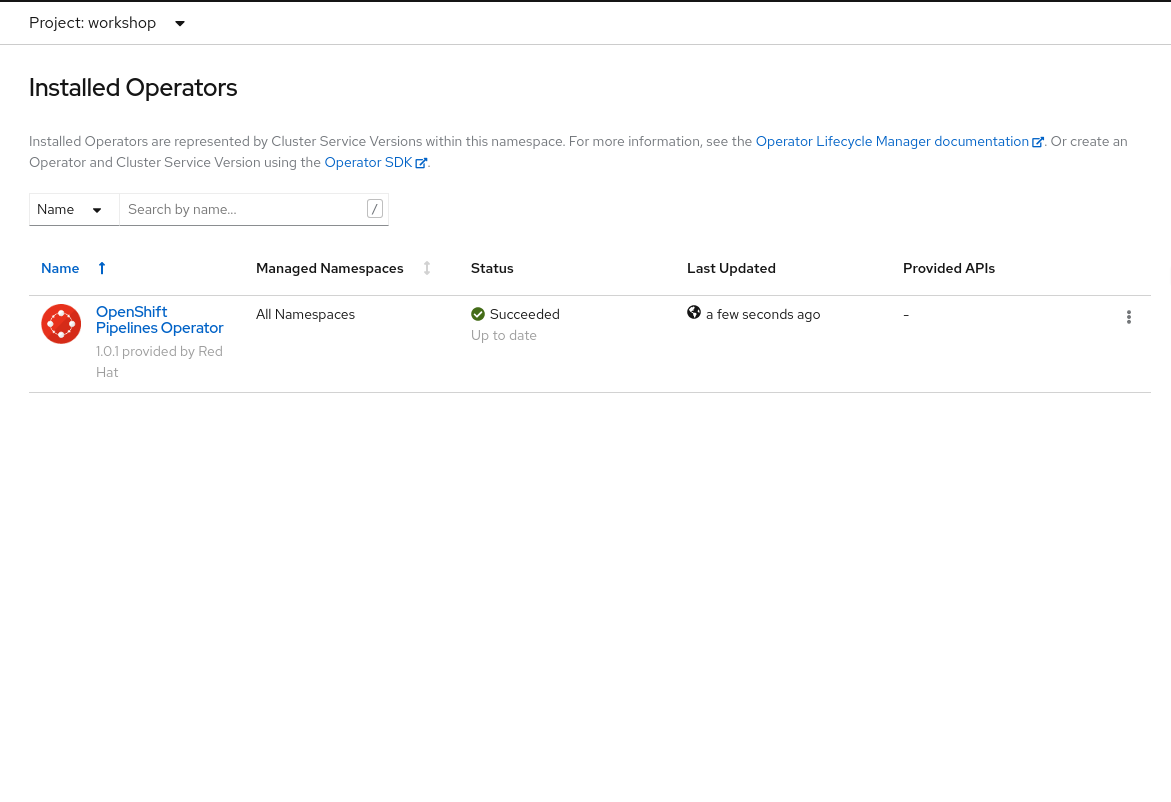 Project: workshop
Installed Operators
Installed Operators are represented by Cluster Service Versions within this namespace. For more information, see the Operator Lifecycle Manager documentation. Or create an
Operator and Cluster Service Version using the Operator SDK.
Name Search by name... /
Name Managed Namespaces Status Last Updated Provided APIs
OpenShift All Namespaces Succeeded a few seconds ago -
Pipelines Operator Up to date
1.0.1 provided by Red
Hat